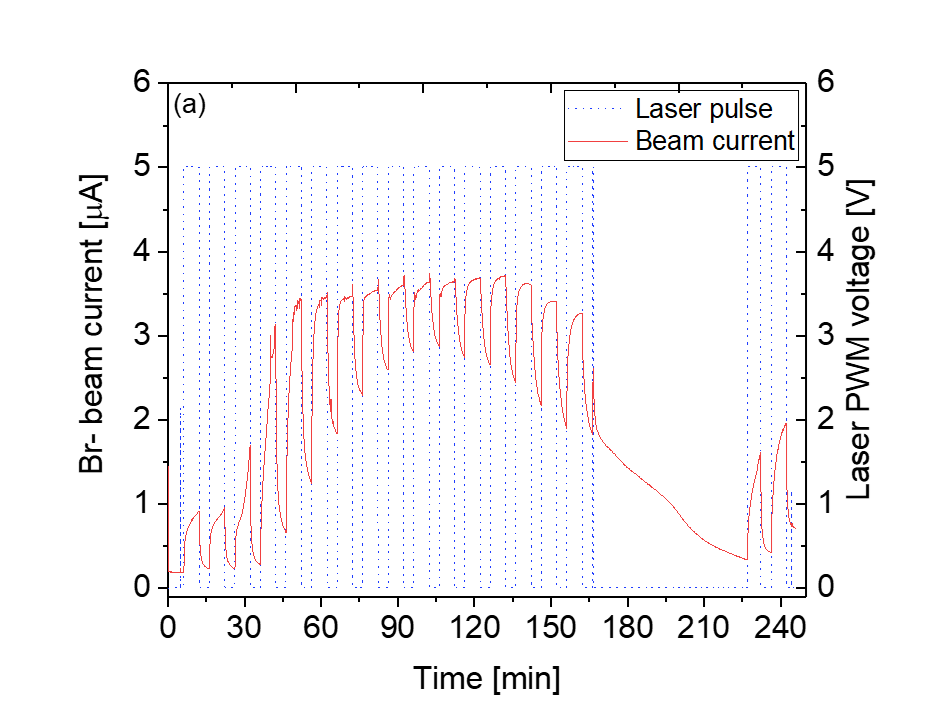 (a)
Laser pulse
Beam current
6
5
4
3
2
1
0
Br- beam current [μA]
6
5
4
3
2
1
0
Laser PWM voltage [V]
0 30 60 90 120 150 180 210 240
Time [min]